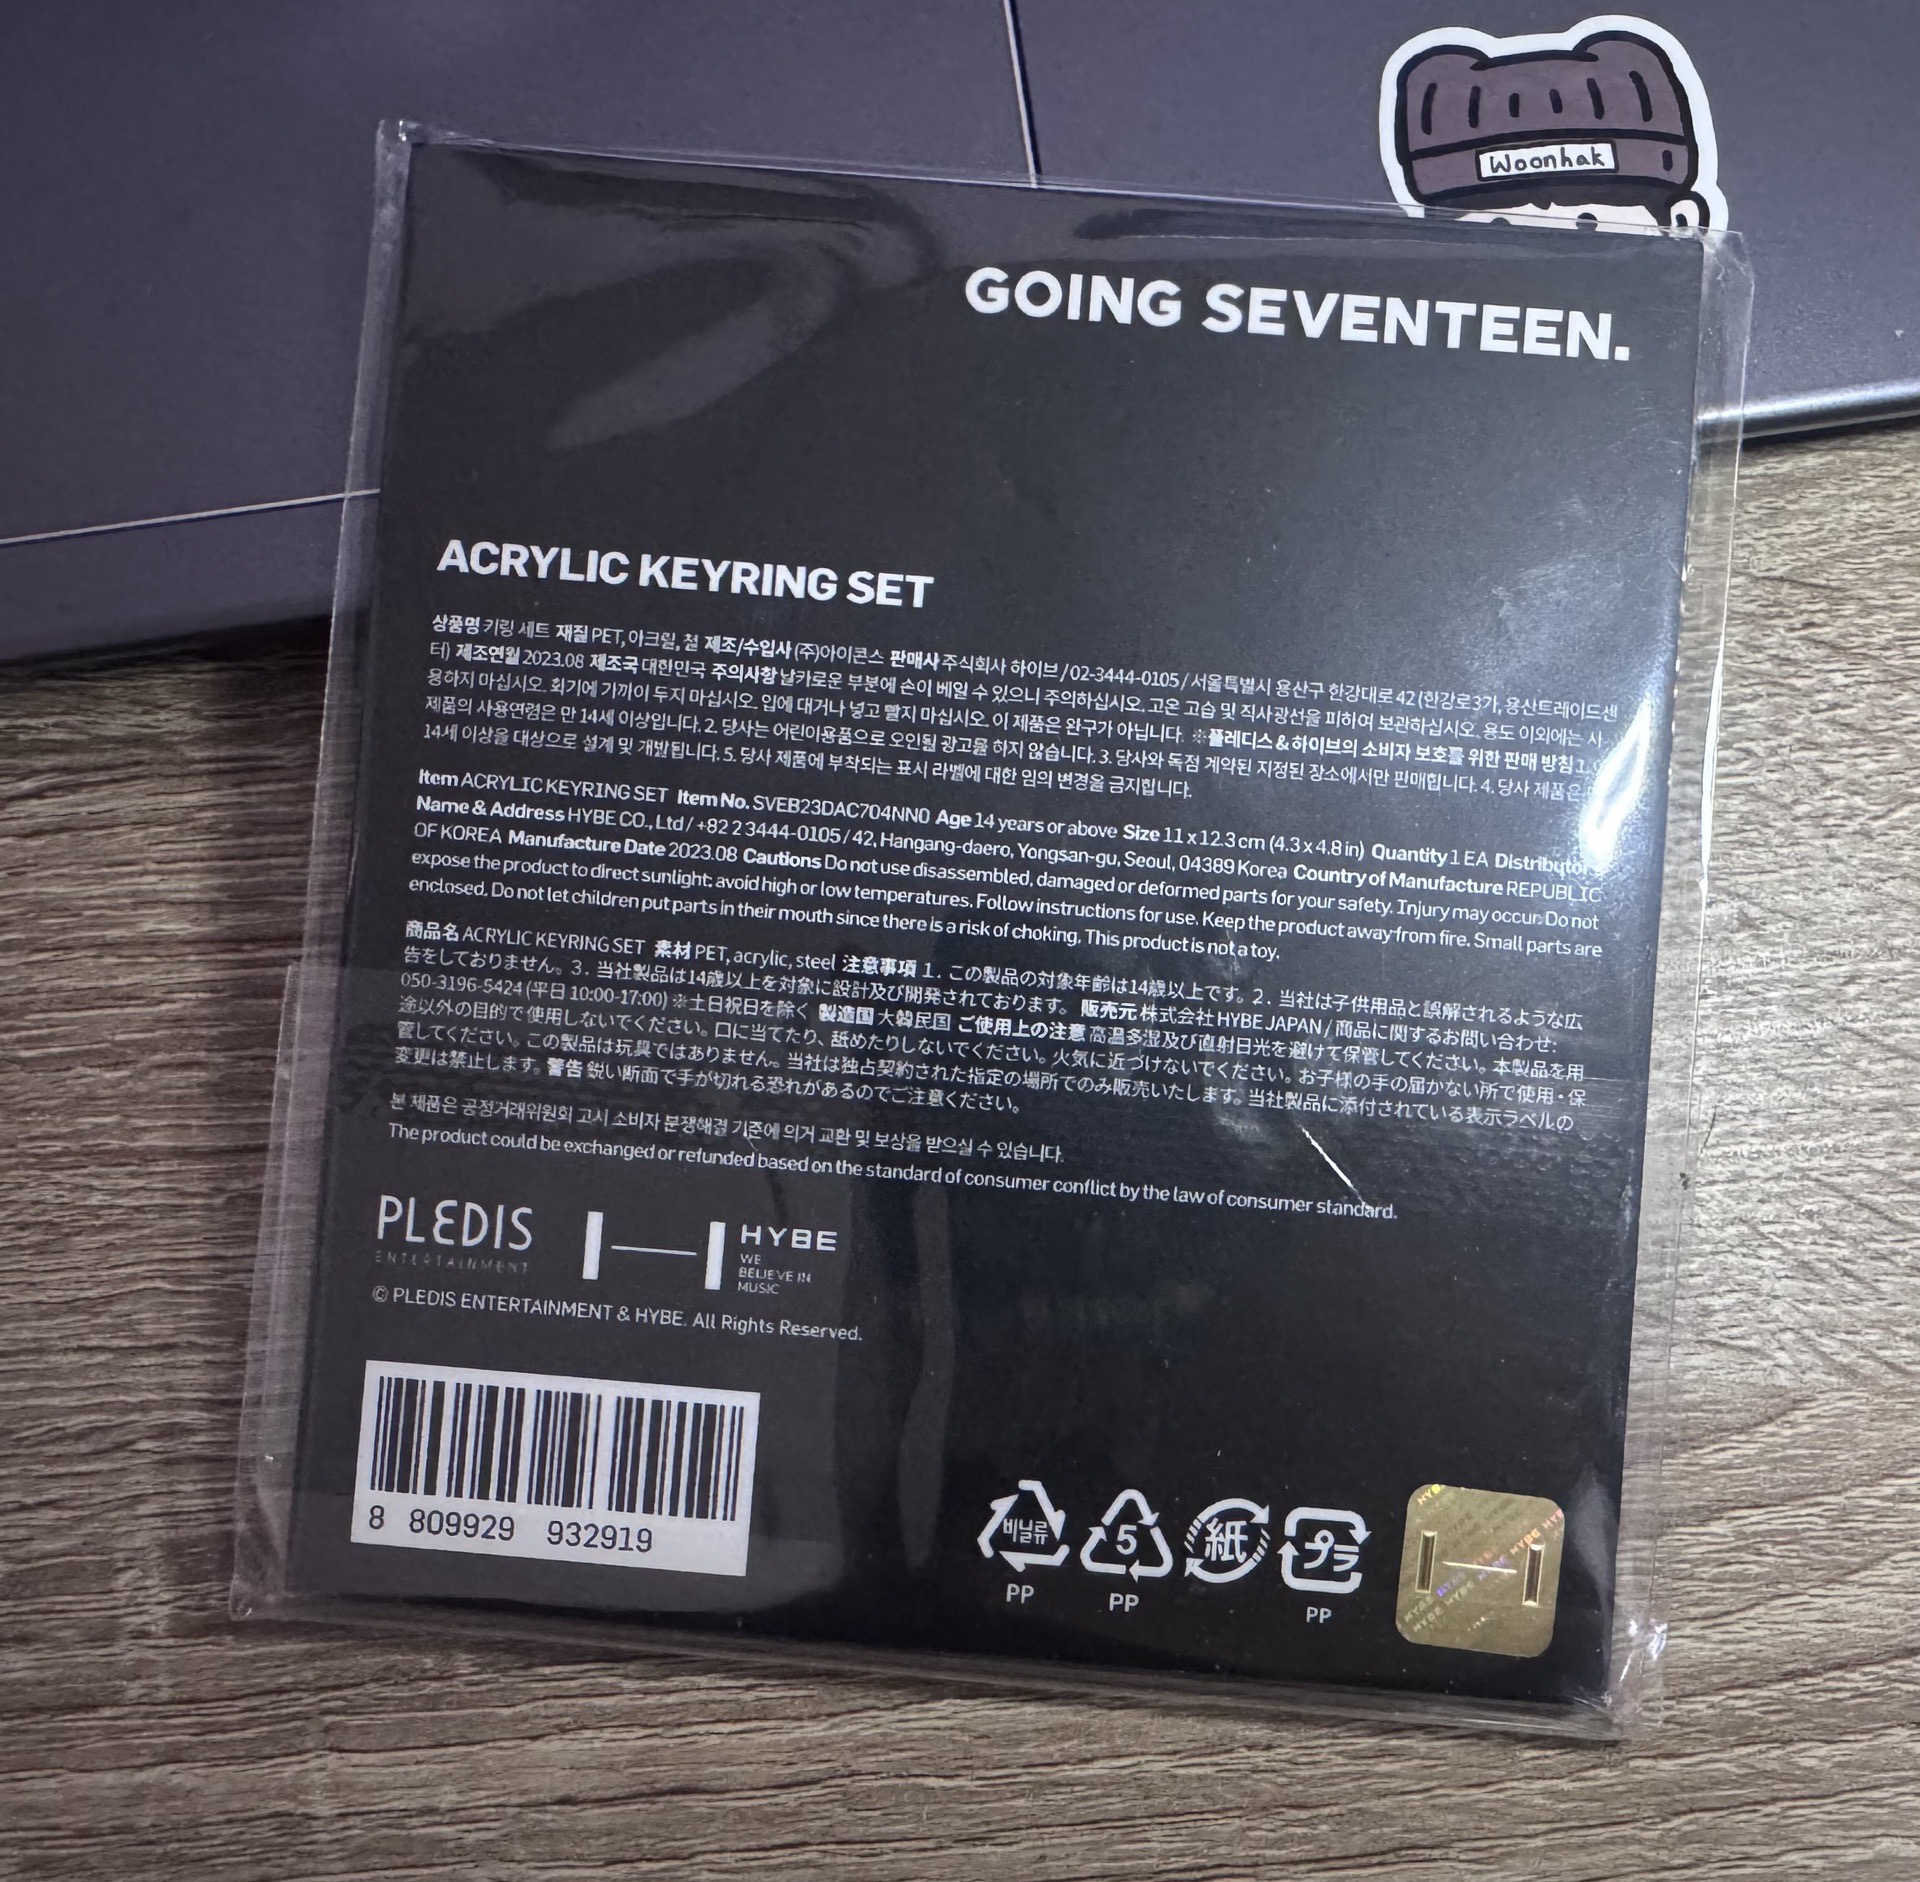 Woonhak
GOING SEVENTEEN.
ACRYLIC KEYRING SET
상품명 키링 세트 재질 PET, 아크릴, 철 제조/수입사 (주)아이콘스 판매사 주식회사 하이브 / 02-3444-0105 / 서울특별시 용산구 한강대로 42 (한강로3가, 용산트레이드센
터) 제조연월 2023.08 제조국 대한민국 주의사항 날카로운 부분에 손이 베일 수 있으니 주의하십시오. 고온 고습 및 직사광선을 피하여 보관하십시오. 용도 이외에는 사
용하지 마십시오. 화기에 가까이 두지 마십시오. 입에 대거나 넣고 빨지 마십시오. 이 제품은 완구가 아닙니다. ※플레디스 & 하이브의 소비자 보호를 위한 판매 방침 1.
제품의 사용연령은 만 14세 이상입니다. 2. 당사는 어린이용품으로 오인될 광고를 하지 않습니다. 3. 당사와 독점 계약된 지정된 장소에서만 판매합니다. 4. 당사 제품은
14세 이상을 대상으로 설계 및 개발됩니다. 5. 당사 제품에 부착되는 표시 라벨에 대한 임의 변경을 금지합니다.
Item ACRYLIC KEYRING SET Item No. SVEB23DAC704NN0 Age 14 years or above Size 11 x 12.3 cm (4.3 x 4.8 in) Quantity 1 EA Distributor
Name & Address HYBE CO., Ltd / +82 2 3444-0105 / 42, Hangang-daero, Yongsan-gu, Seoul, 04389 Korea Country of Manufacture REPUBLIC
OF KOREA Manufacture Date 2023.08 Cautions Do not use disassembled, damaged or deformed parts for your safety. Injury may occur. Do not
expose the product to direct sunlight; avoid high or low temperatures. Follow instructions for use. Keep the product away from fire. Small parts are
enclosed. Do not let children put parts in their mouth since there is a risk of choking. This product is not a toy.
商品名 ACRYLIC KEYRING SET 素材 PET, acrylic, steel 注意事項 1. この製品の対象年齢は14歳以上です。2. 当社は子供用品と誤解されるような広
告をしておりません。3. 当社製品は14歳以上を対象に設計及び開発されております。 販売元 株式会社 HYBE JAPAN / 商品に関するお問い合わせ:
050-3196-5424 (平日 10:00-17:00) ※土日祝日を除く 製造国 大韓民国 ご使用上の注意 高温多湿及び直射日光を避けて保管してください。本製品を用
途以外の目的で使用しないでください。口に当てたり、舐めたりしないでください。火気に近づけないでください。お子様の手の届かない所で使用・保
管してください。この製品は玩具ではありません。当社は独占契約された指定の場所でのみ販売いたします。当社製品に添付されている表示ラベルの
変更は禁止します。警告 鋭い断面で手が切れる恐れがあるのでご注意ください。
본 제품은 공정거래위원회 고시 소비자 분쟁해결 기준에 의거 교환 및 보상을 받으실 수 있습니다.
The product could be exchanged or refunded based on the standard of consumer conflict by the law of consumer standard.
PLEDIS
ENTERTAINMENT
HYBE
WE
BELIEVE IN
MUSIC
© PLEDIS ENTERTAINMENT & HYBE. All Rights Reserved.
8 809929 932919
비닐류
PP
5
PP
紙
プラ
PP
HYBE